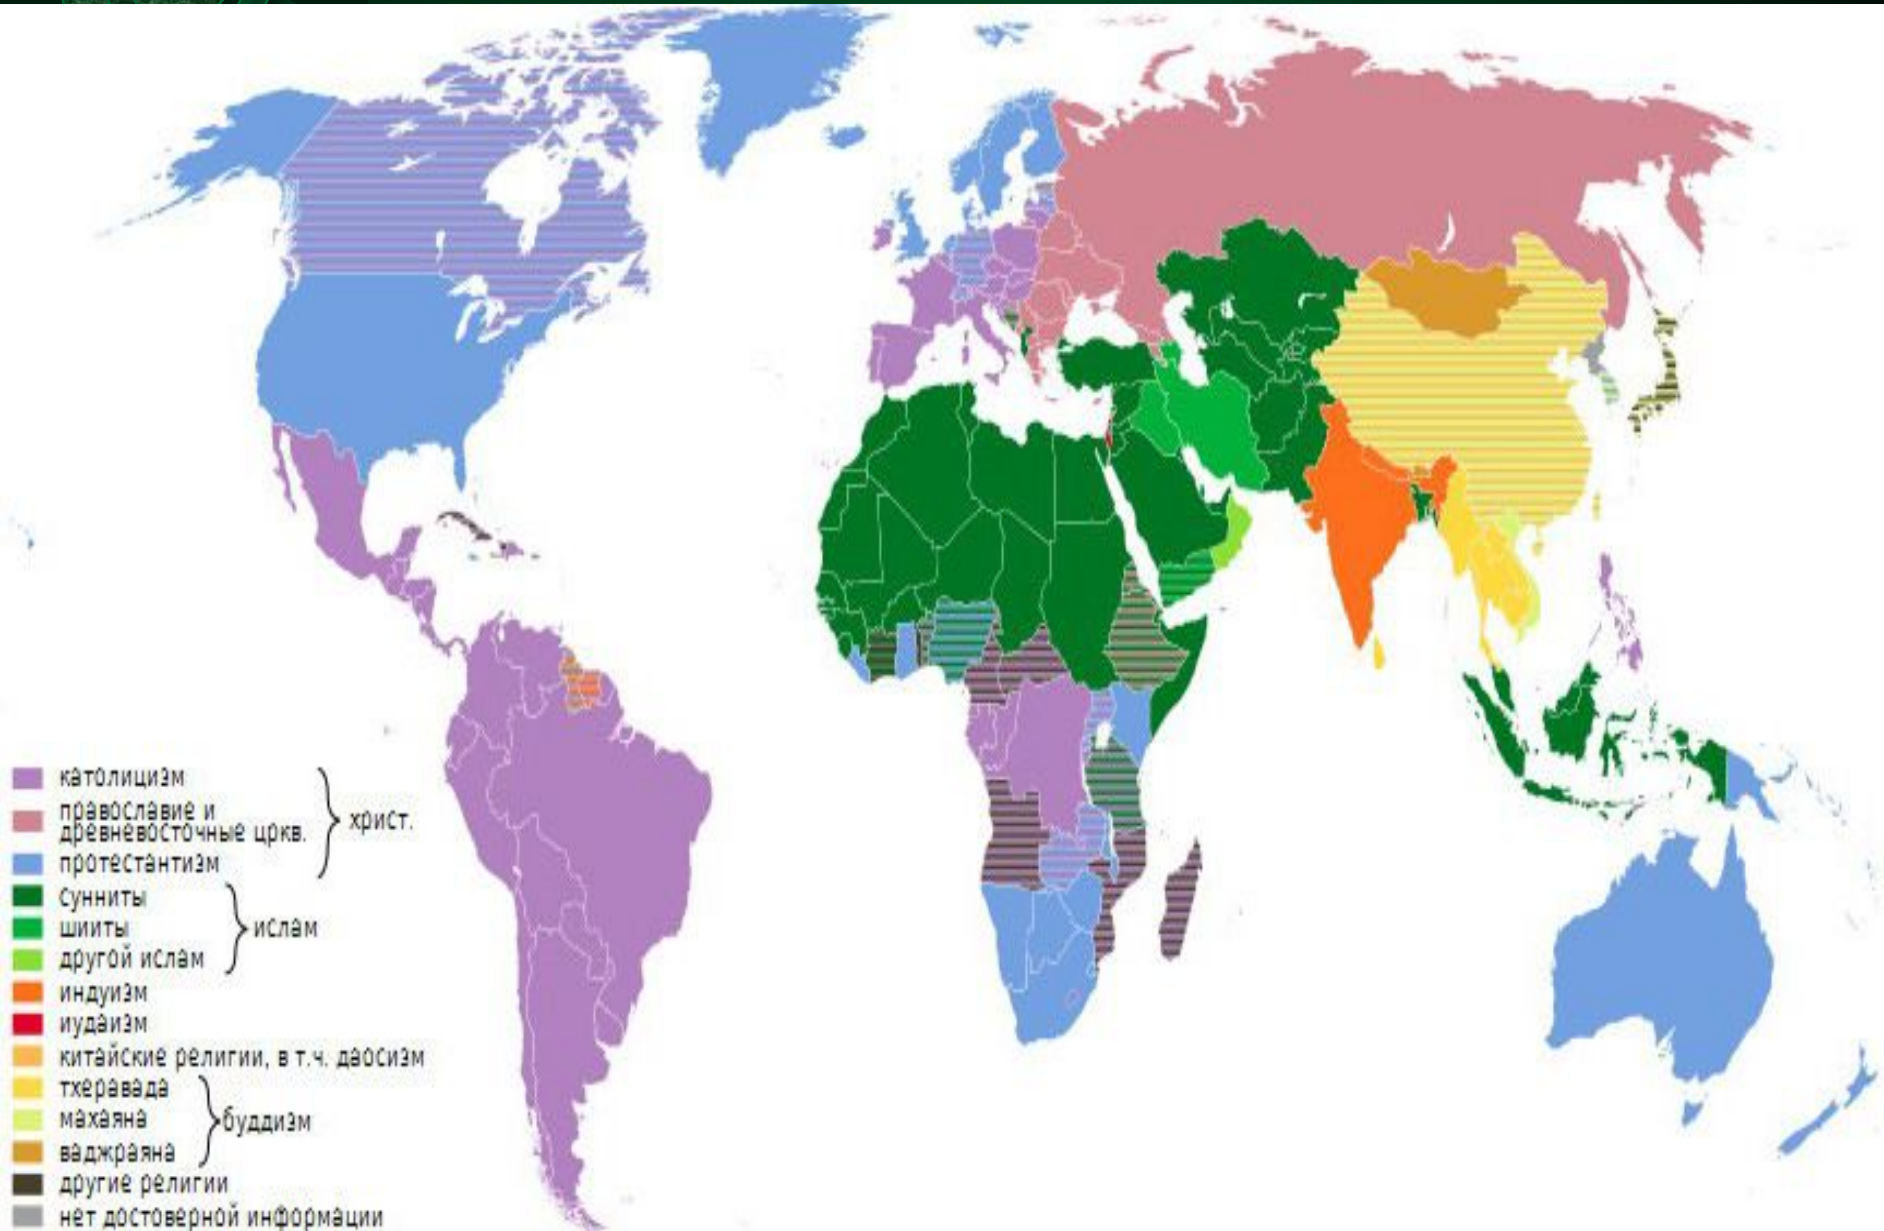 католицизм
православие и
древневосточные цркв.
христ.
протестантизм
сунниты
шииты
ислам
другой ислам
индуизм
иудаизм
китайские религии, в т.ч. даосизм
тхеравада
махаяна
буддизм
ваджраяна
другие религии
нет достоверной информации